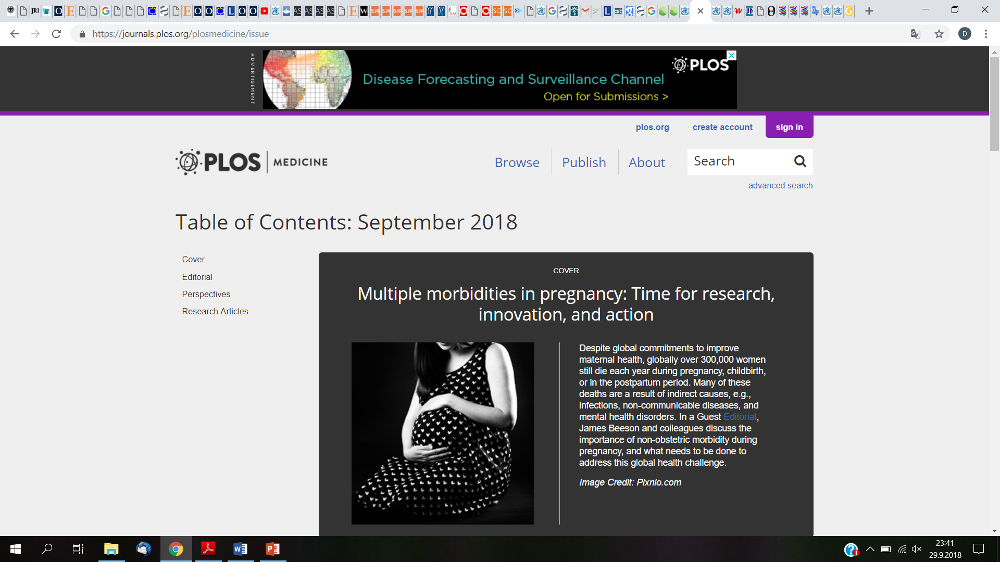 JRI
https://journals.plos.org/plosmedicine/issue
D
ADVERTISEMENT
PLOS
Disease Forecasting and Surveillance Channel
Open for Submissions >
plos.org
create account
sign in
PLOS MEDICINE
Browse
Publish
About
Search
advanced search
Table of Contents: September 2018
Cover
Editorial
Perspectives
Research Articles
COVER
Multiple morbidities in pregnancy: Time for research,
innovation, and action
Despite global commitments to improve
maternal health, globally over 300,000 women
still die each year during pregnancy, childbirth,
or in the postpartum period. Many of these
deaths are a result of indirect causes, e.g.,
infections, non-communicable diseases, and
mental health disorders. In a Guest Editorial,
James Beeson and colleagues discuss the
importance of non-obstetric morbidity during
pregnancy, and what needs to be done to
address this global health challenge.
Image Credit: Pixnio.com
23:41
29.9.2018